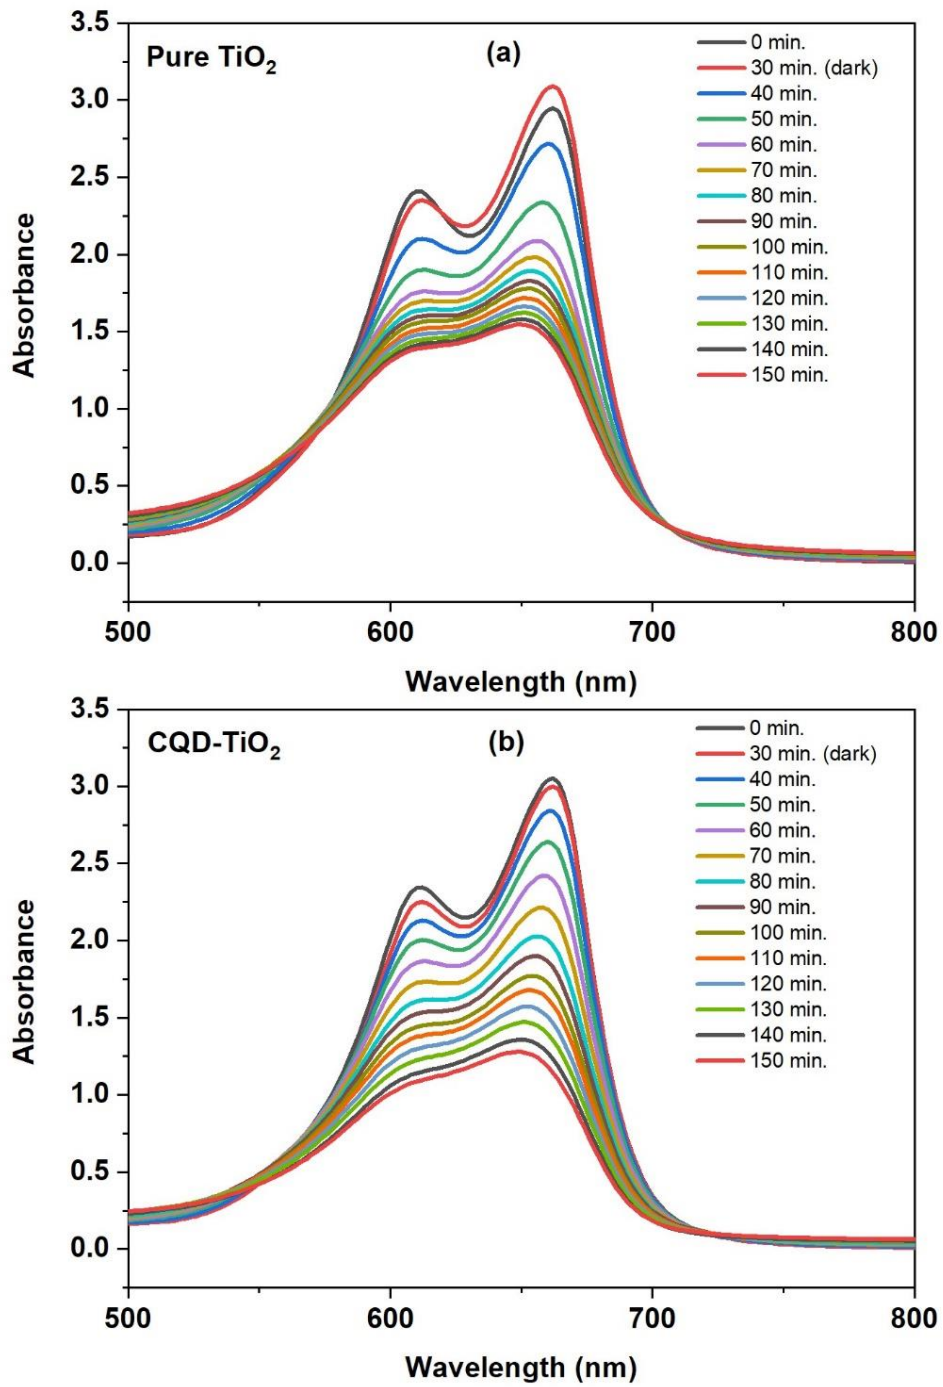 Pure TiO₂
(a)
0 min.
30 min. (dark)
40 min.
50 min.
60 min.
70 min.
80 min.
90 min.
100 min.
110 min.
120 min.
130 min.
140 min.
150 min.
3.5
3.0
2.5
2.0
1.5
1.0
0.5
0.0
Absorbance
500
600
700
800
Wavelength (nm)
CQD-TiO₂
(b)
0 min.
30 min. (dark)
40 min.
50 min.
60 min.
70 min.
80 min.
90 min.
100 min.
110 min.
120 min.
130 min.
140 min.
150 min.
3.5
3.0
2.5
2.0
1.5
1.0
0.5
0.0
Absorbance
500
600
700
800
Wavelength (nm)